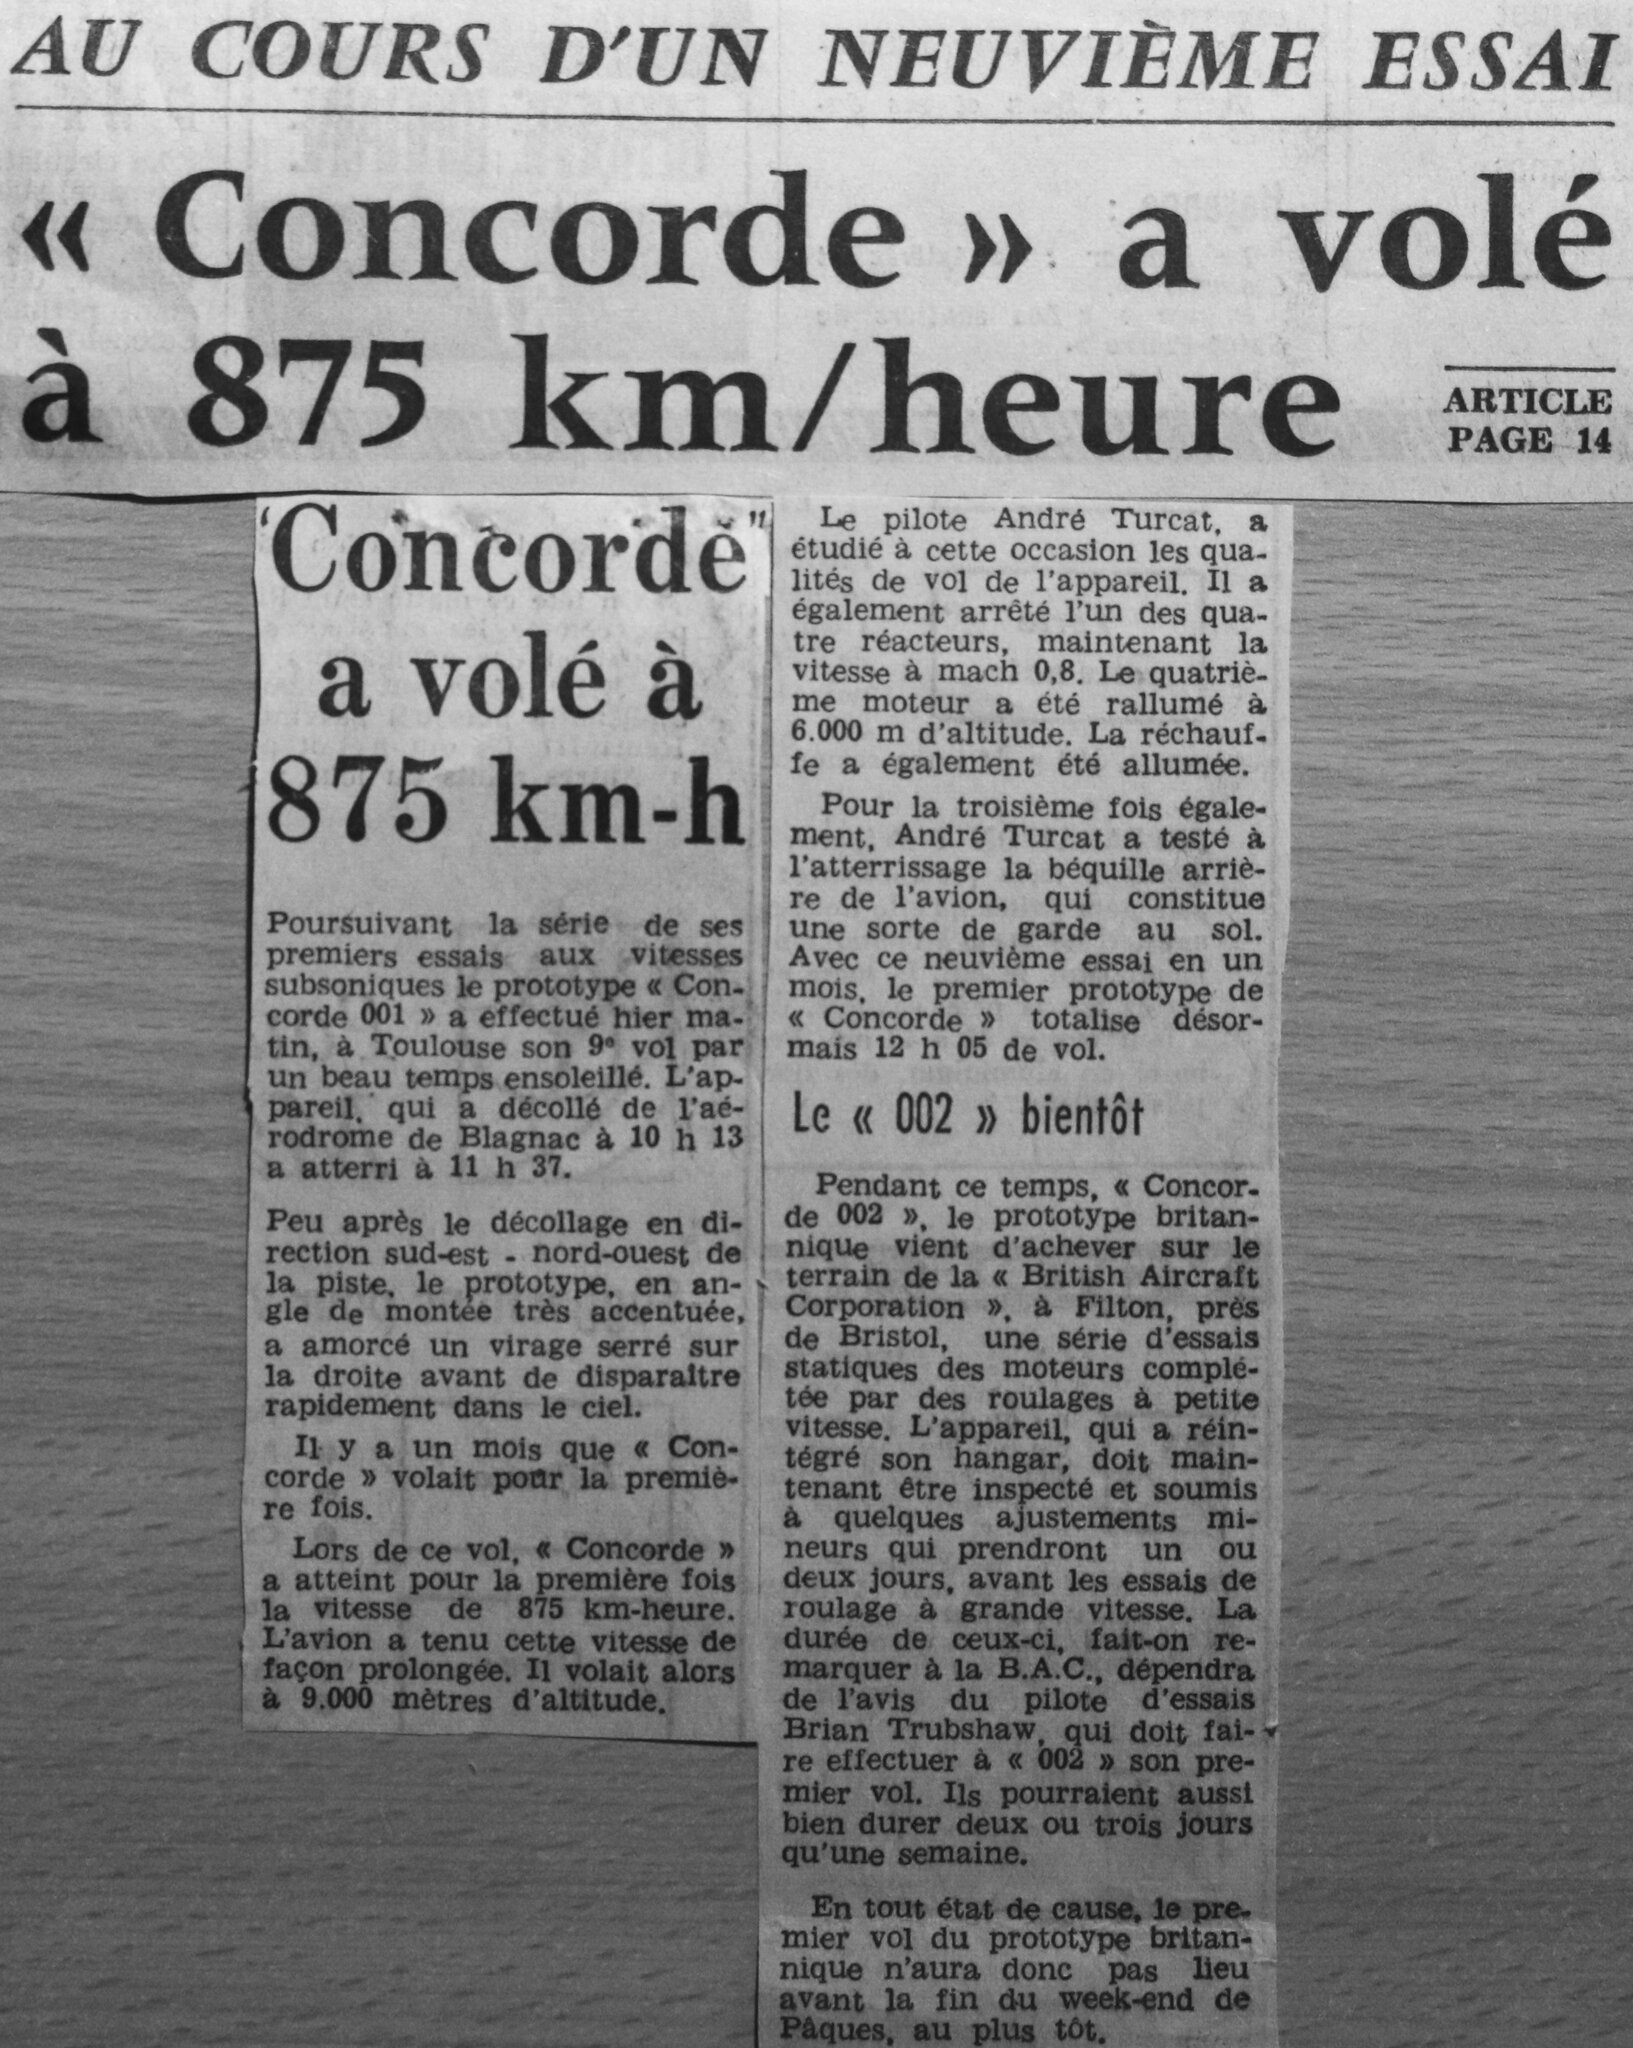 AU COURS D'UN NEUVIÈME ESSAI
« Concorde » a volé
à 875 km/heure
ARTICLE
PAGE 14
'Concorde"
a volé à
875 km-h
Poursuivant la série de ses
premiers essais aux vitesses
subsoniques le prototype « Con-
corde 001 » a effectué hier ma-
tin, à Toulouse son 9e vol par
un beau temps ensoleillé. L'ap-
pareil, qui a décollé de l'aé-
rodrome de Blagnac à 10 h 13
a atterri à 11 h 37.
Peu après le décollage en di-
rection sud-est - nord-ouest de
la piste, le prototype, en an-
gle de montée très accentuée,
a amorcé un virage serré sur
la droite avant de disparaître
rapidement dans le ciel.
Il y a un mois que « Con-
corde » volait pour la premiè-
re fois.
Lors de ce vol, « Concorde »
a atteint pour la première fois
la vitesse de 875 km-heure.
L'avion a tenu cette vitesse de
façon prolongée. Il volait alors
à 9.000 mètres d'altitude.
Le pilote André Turcat, a
étudié à cette occasion les qua-
lités de vol de l'appareil. Il a
également arrêté l'un des qua-
tre réacteurs, maintenant la
vitesse à mach 0,8. Le quatriè-
me moteur a été rallumé à
6.000 m d'altitude. La réchauf-
fe a également été allumée.
Pour la troisième fois égale-
ment, André Turcat a testé à
l'atterrissage la béquille arriè-
re de l'avion, qui constitue
une sorte de garde au sol.
Avec ce neuvième essai en un
mois, le premier prototype de
« Concorde » totalise désor-
mais 12 h 05 de vol.
Le « 002 » bientôt
Pendant ce temps, « Concor-
de 002 », le prototype britan-
nique vient d'achever sur le
terrain de la « British Aircraft
Corporation », à Filton, près
de Bristol, une série d'essais
statiques des moteurs complé-
tée par des roulages à petite
vitesse. L'appareil, qui a réin-
tégré son hangar, doit main-
tenant être inspecté et soumis
à quelques ajustements mi-
neurs qui prendront un ou
deux jours, avant les essais de
roulage à grande vitesse. La
durée de ceux-ci, fait-on re-
marquer à la B.A.C., dépendra
de l'avis du pilote d'essais
Brian Trubshaw, qui doit fai-
re effectuer à « 002 » son pre-
mier vol. Ils pourraient aussi
bien durer deux ou trois jours
qu'une semaine.
En tout état de cause, le pre-
mier vol du prototype britan-
nique n'aura donc pas lieu
avant la fin du week-end de
Pâques, au plus tôt.